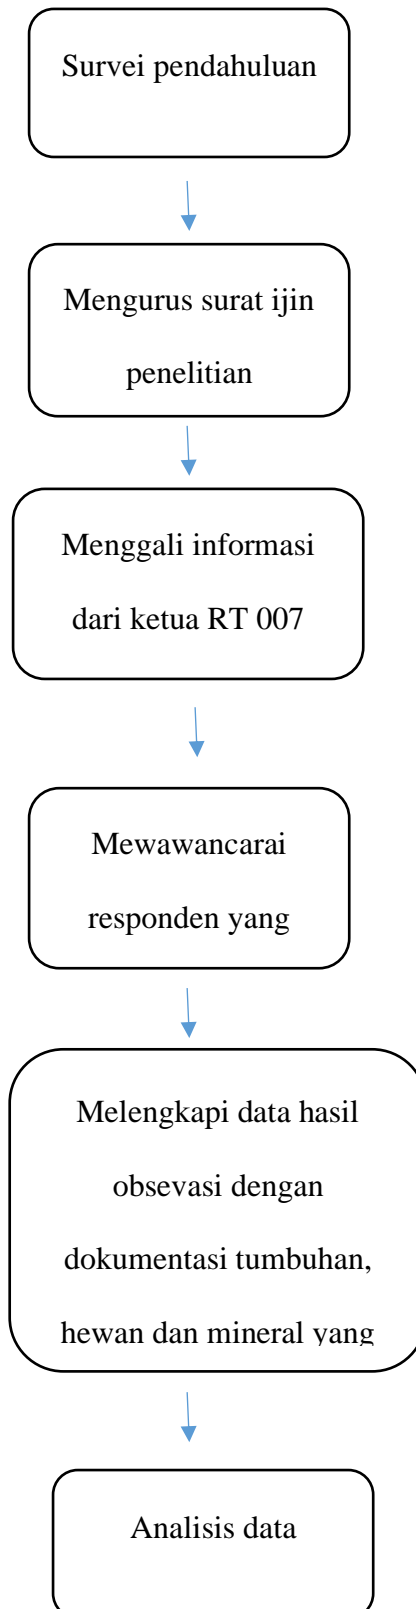 Survei pendahuluan
Mengurus surat ijin
penelitian
Menggali informasi
dari ketua RT 007
Mewawancarai
responden yang
Melengkapi data hasil
obsevasi dengan
dokumentasi tumbuhan,
hewan dan mineral yang
Analisis data